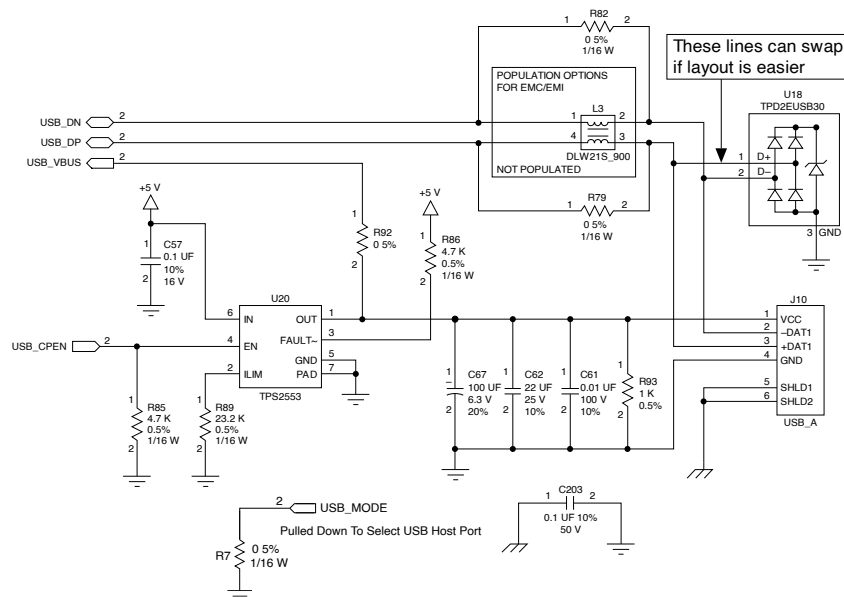 R82
1
2
0 5%
1/16 W
These lines can swap
if layout is easier
POPULATION OPTIONS
FOR EMC/EMI
U18
TPD2EUSB30
L3
USB_DN
2
1
2
USB_DP
2
4
3
DLW21S_900
USB_VBUS
2
NOT POPULATED
1
D+
2
D−
3
GND
+5 V
+5 V
R79
1
2
0 5%
1/16 W
1
R92
0 5%
2
1
R86
4.7 K
0.5%
1/16 W
2
1
C57
0.1 UF
10%
16 V
2
U20
J10
6
IN
OUT
1
1
VCC
FAULT~
3
2
−DAT1
USB_CPEN
2
4
EN
3
+DAT1
GND
5
4
GND
2
ILIM
PAD
7
TPS2553
5
SHLD1
6
SHLD2
USB_A
1
−
C67
100 UF
6.3 V
20%
2
1
C62
22 UF
25 V
10%
2
1
C61
0.01 UF
100 V
10%
2
1
R93
1 K
0.5%
2
1
R85
4.7 K
0.5%
1/16 W
2
1
R89
23.2 K
0.5%
1/16 W
2
2
USB_MODE
Pulled Down To Select USB Host Port
R7
0 5%
1/16 W
C203
1
2
0.1 UF 10%
50 V